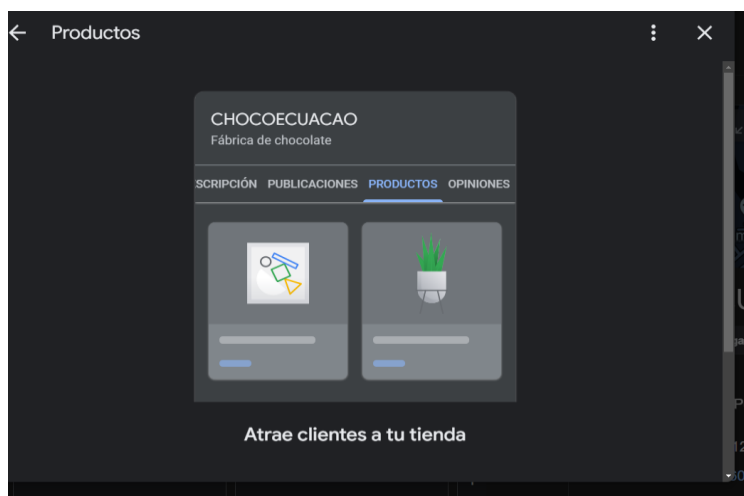 Productos
CHOCOECUACAO
Fábrica de chocolate
SCRIPCIÓN PUBLICACIONES PRODUCTOS OPINIONES
Atrae clientes a tu tienda